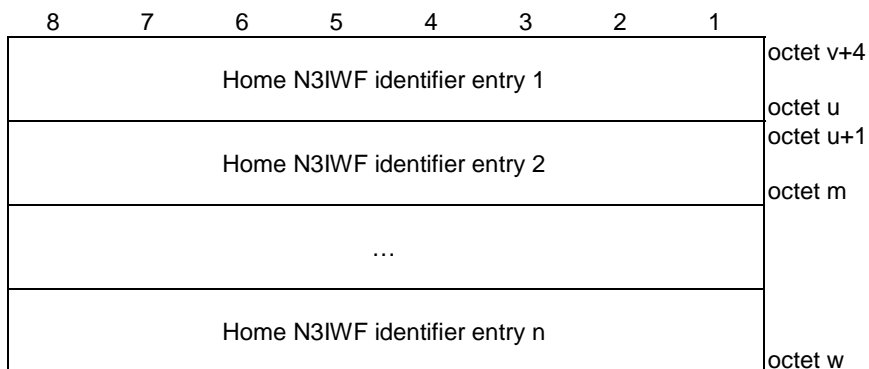 8 7 6 5 4 3 2 1
octet v+4
Home N3IWF identifier entry 1
octet u
octet u+1
Home N3IWF identifier entry 2
octet m
…
Home N3IWF identifier entry n
octet w